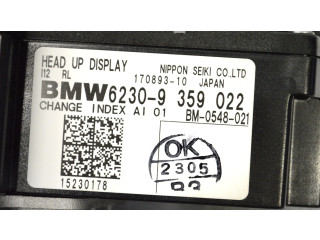 HEAD UP DISPLAY NIPPON SEIKI CO.,LTD
I12 RL 170893-10 JAPAN
BMW 6230-9 359 022
CHANGE INDEX AI 01 BM-0548-021
OK
2305
15230178